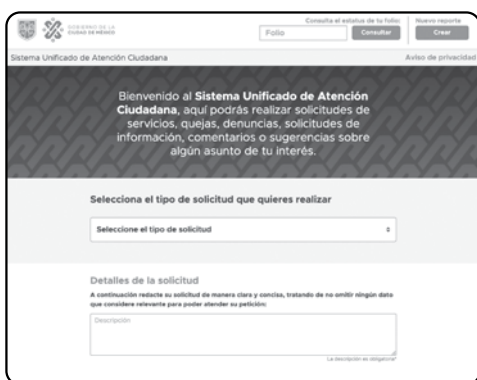 GOBIERNO DE LA
CIUDAD DE MÉXICO
Consulta el estatus de tu folio:
Folio
Consultar
Nuevo reporte
Crear
Sistema Unificado de Atención Ciudadana
Aviso de privacidad
Bienvenido al Sistema Unificado de Atención
Ciudadana, aquí podrás realizar solicitudes de
servicios, quejas, denuncias, solicitudes de
información, comentarios o sugerencias sobre
algún asunto de tu interés.
Selecciona el tipo de solicitud que quieres realizar
Seleccione el tipo de solicitud
Detalles de la solicitud
A continuación redacte su solicitud de manera clara y concisa, tratando de no omitir ningún dato
que considere relevante para poder atender su petición:
Descripción
La descripción es obligatoria*